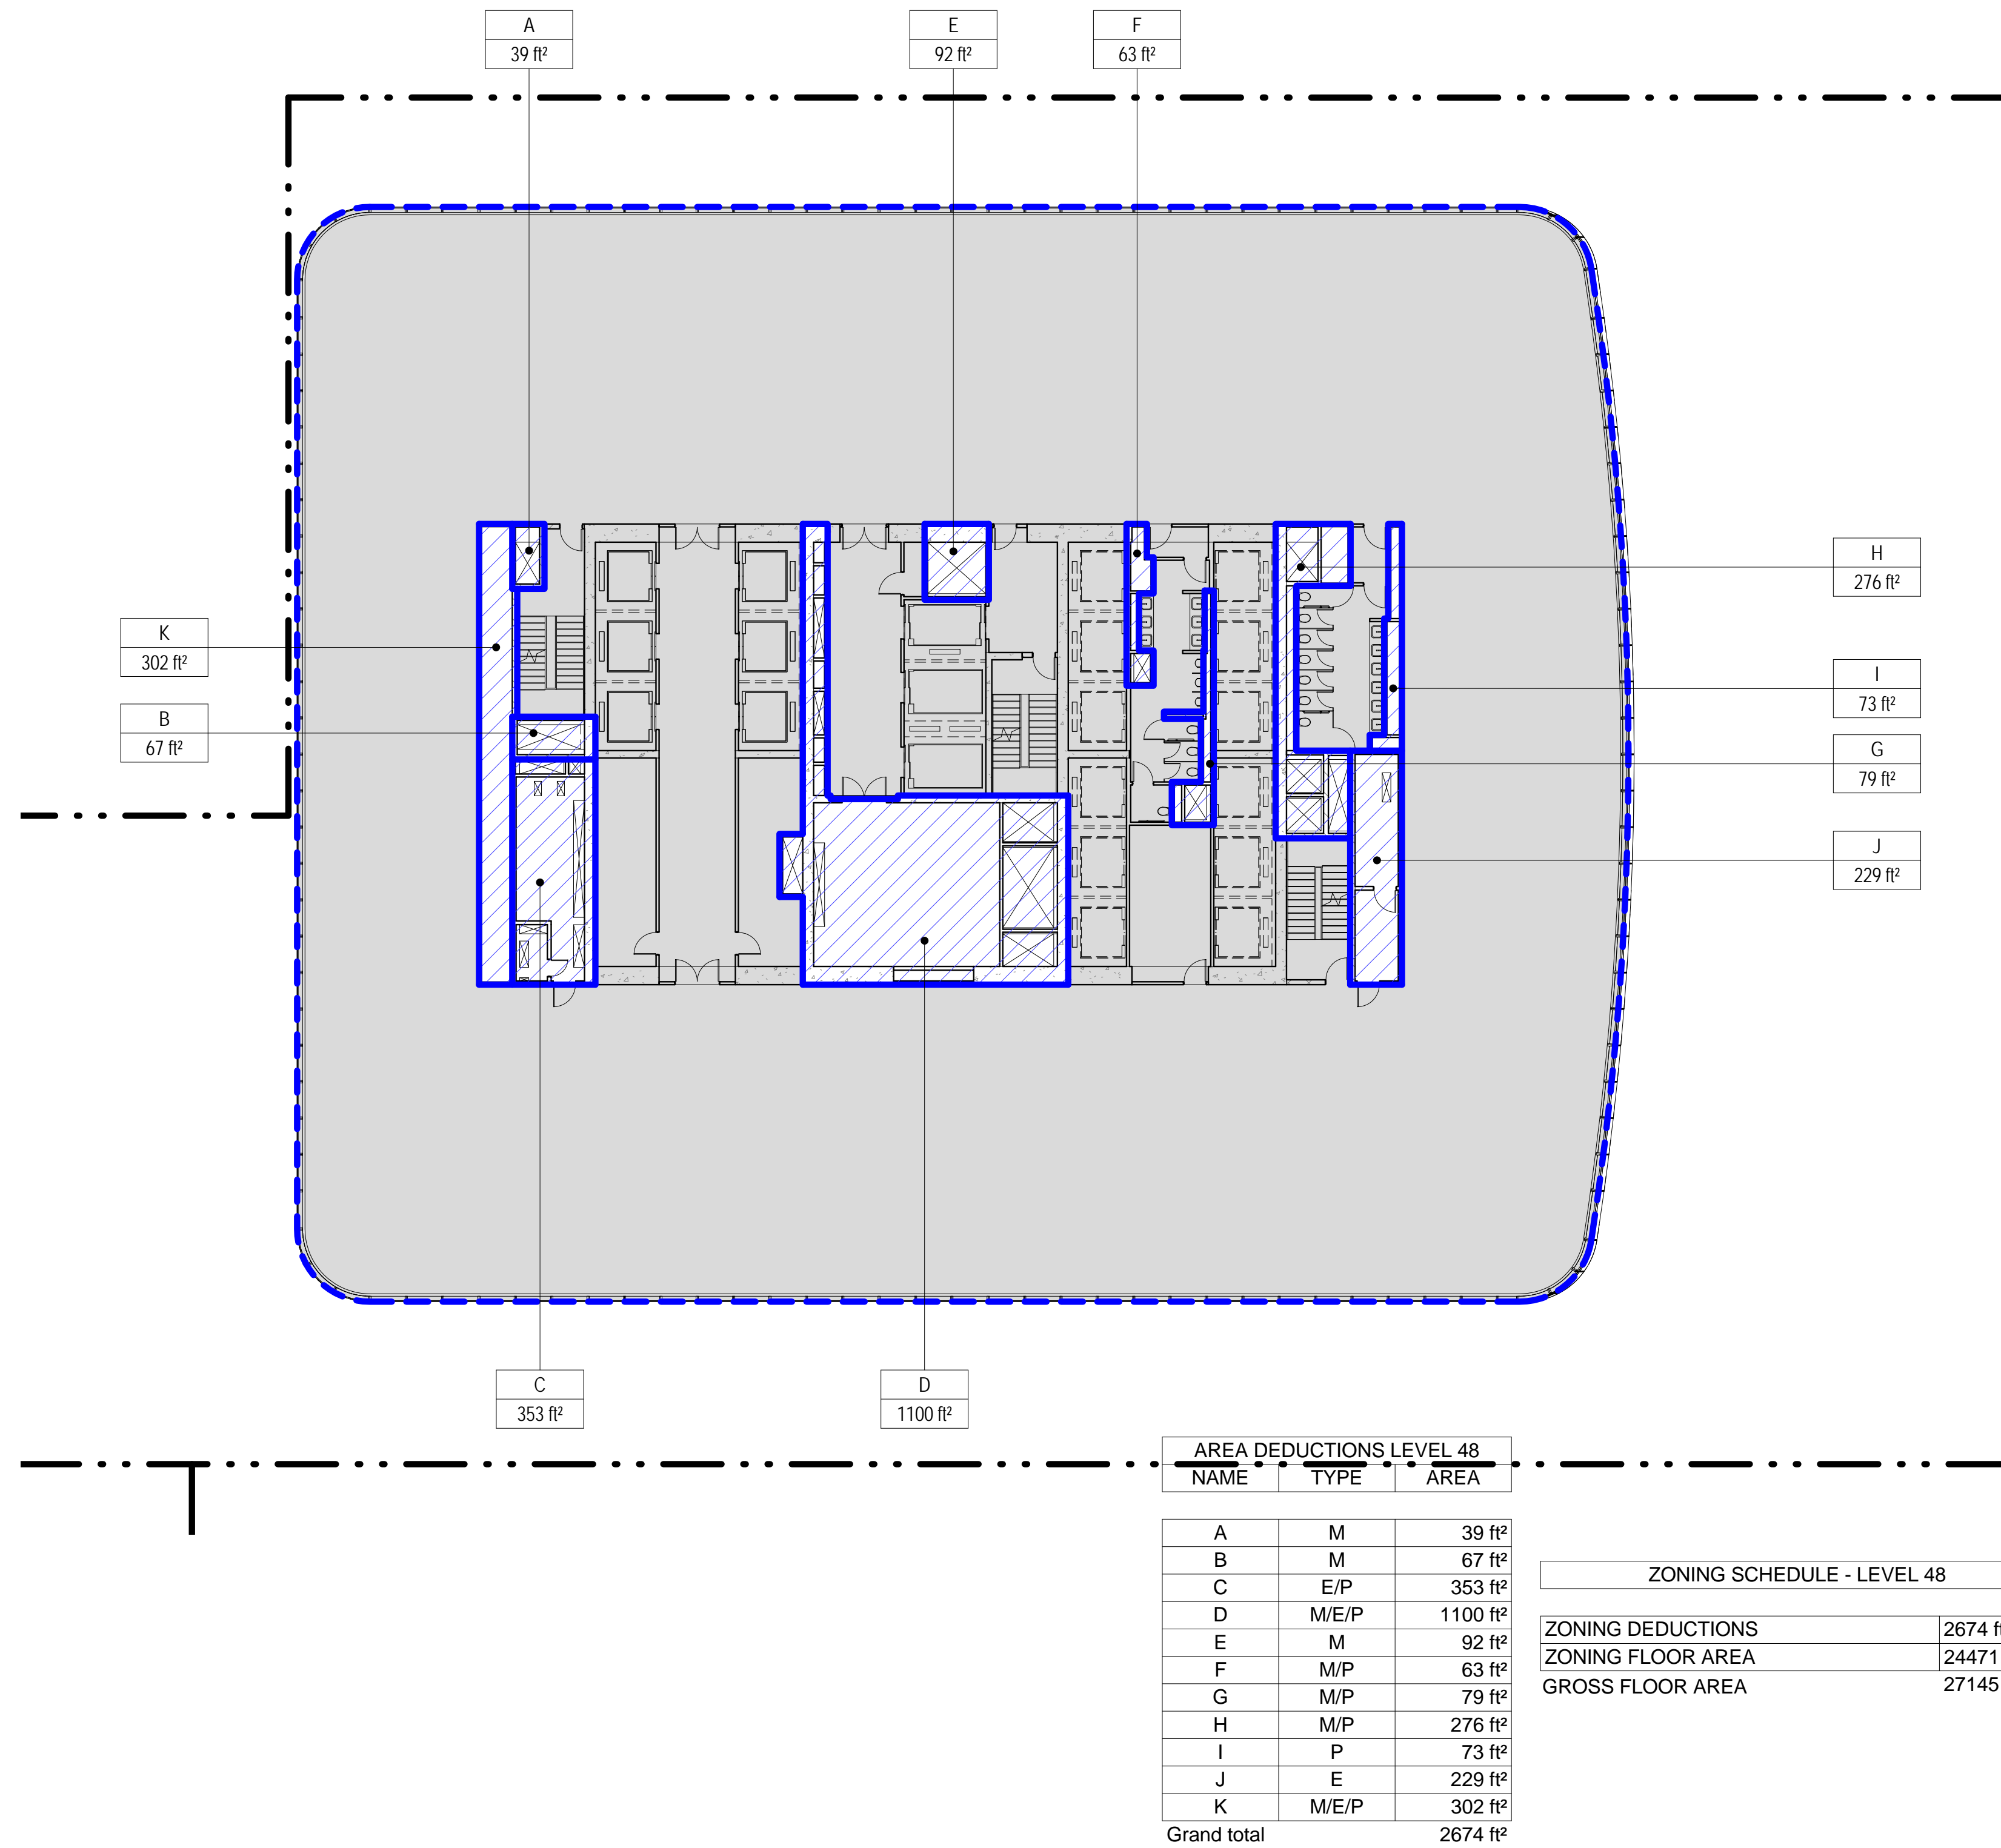 A
39 ft²
E
92 ft²
F
63 ft²
H
276 ft²
K
302 ft²
I
73 ft²
B
67 ft²
G
79 ft²
J
229 ft²
C
353 ft²
D
1100 ft²
AREA DEDUCTIONS LEVEL 48
NAME TYPE AREA
A M 39 ft²
B M 67 ft²
C E/P 353 ft²
D M/E/P 1100 ft²
E M 92 ft²
F M/P 63 ft²
G M/P 79 ft²
H M/P 276 ft²
I P 73 ft²
J E 229 ft²
K M/E/P 302 ft²
Grand total 2674 ft²
ZONING SCHEDULE - LEVEL 48
ZONING DEDUCTIONS 2674
ZONING FLOOR AREA 24471
GROSS FLOOR AREA 27145